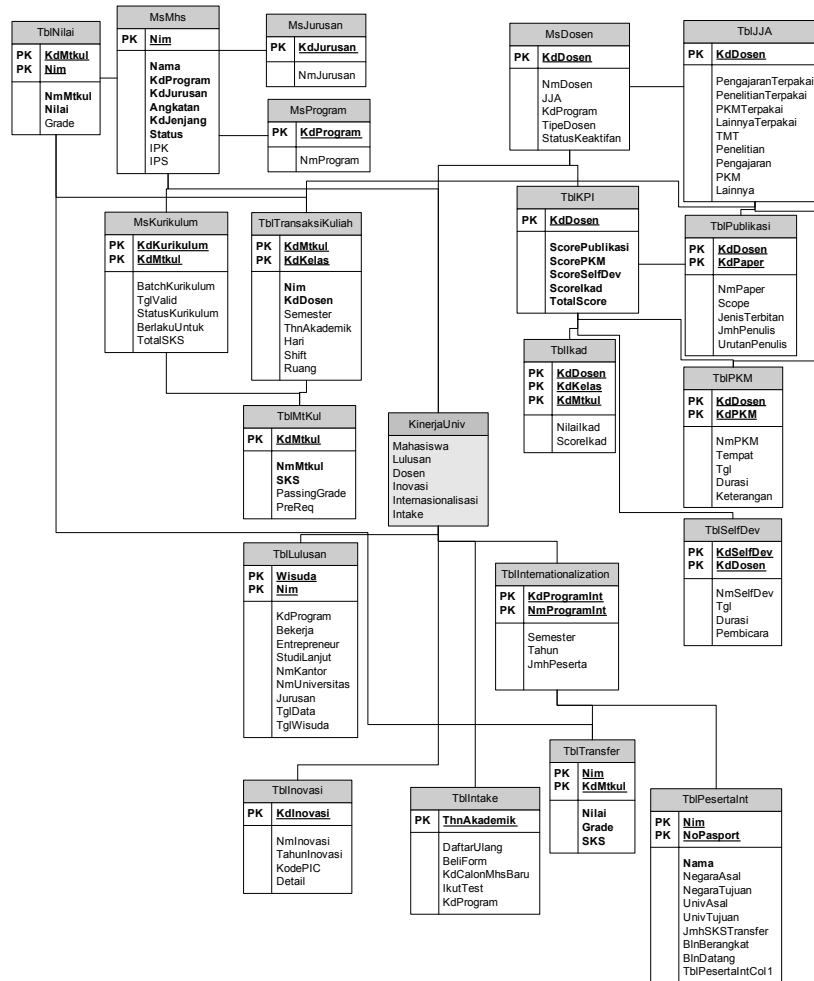 TblNilai
PK KdMtkul
PK Nim
NmMtkul
Nilai
Grade
MsMhs
PK Nim
Nama
KdProgram
KdJurusan
Angkatan
KdJenjang
Status
IPK
IPS
MsJurusan
PK KdJurusan
NmJurusan
MsProgram
PK KdProgram
NmProgram
MsDosen
PK KdDosen
NmDosen
JJA
KdProgram
TipeDosen
StatusKeaktifan
TblJJA
PK KdDosen
PengajaranTerpakai
PenelitianTerpakai
PKMTerpakai
LainnyaTerpakai
TMT
Penelitian
Pengajaran
PKM
Lainnya
MsKurikulum
PK KdKurikulum
PK KdMtkul
BatchKurikulum
TglValid
StatusKurikulum
BerlakuUntuk
TotalSKS
TblTransaksiKuliah
PK KdMtkul
PK KdKelas
Nim
KdDosen
Semester
ThnAkademik
Hari
Shift
Ruang
TblKPI
PK KdDosen
ScorePublikasi
ScorePKM
ScoreSelfDev
ScoreIkad
TotalScore
TblPublikasi
PK KdDosen
PK KdPaper
NmPaper
Scope
JenisTerbitan
JmhPenulis
UrutanPenulis
TblIkad
PK KdDosen
PK KdKelas
PK KdMtkul
NilaiIkad
ScoreIkad
TblPKM
PK KdDosen
PK KdPKM
NmPKM
Tempat
Tgl
Durasi
Keterangan
TblMtKul
PK KdMtkul
NmMtkul
SKS
PassingGrade
PreReq
KinerjaUniv
Mahasiswa
Lulusan
Dosen
Inovasi
Internasionalisasi
Intake
TblSelfDev
PK KdSelfDev
PK KdDosen
NmSelfDev
Tgl
Durasi
Pembicara
TblLulusan
PK Wisuda
PK Nim
KdProgram
Bekerja
Entrepreneur
StudiLanjut
NmKantor
NmUniversitas
Jurusan
TglData
TglWisuda
TblInternationalization
PK KdProgramInt
PK NmProgramInt
Semester
Tahun
JmhPeserta
TblTransfer
PK Nim
PK KdMtkul
Nilai
Grade
SKS
TblInovasi
PK KdInovasi
NmInovasi
TahunInovasi
KodePIC
Detail
TblIntake
PK ThnAkademik
DaftarUlang
BeliForm
KdCalonMhsBaru
IkutTest
KdProgram
TblPesertaInt
PK Nim
PK NoPasport
Nama
NegaraAsal
NegaraTujuan
UnivAsal
UnivTujuan
JmhSKSTransfer
BlnBerangkat
BlnDatang
TblPesertaIntCol1